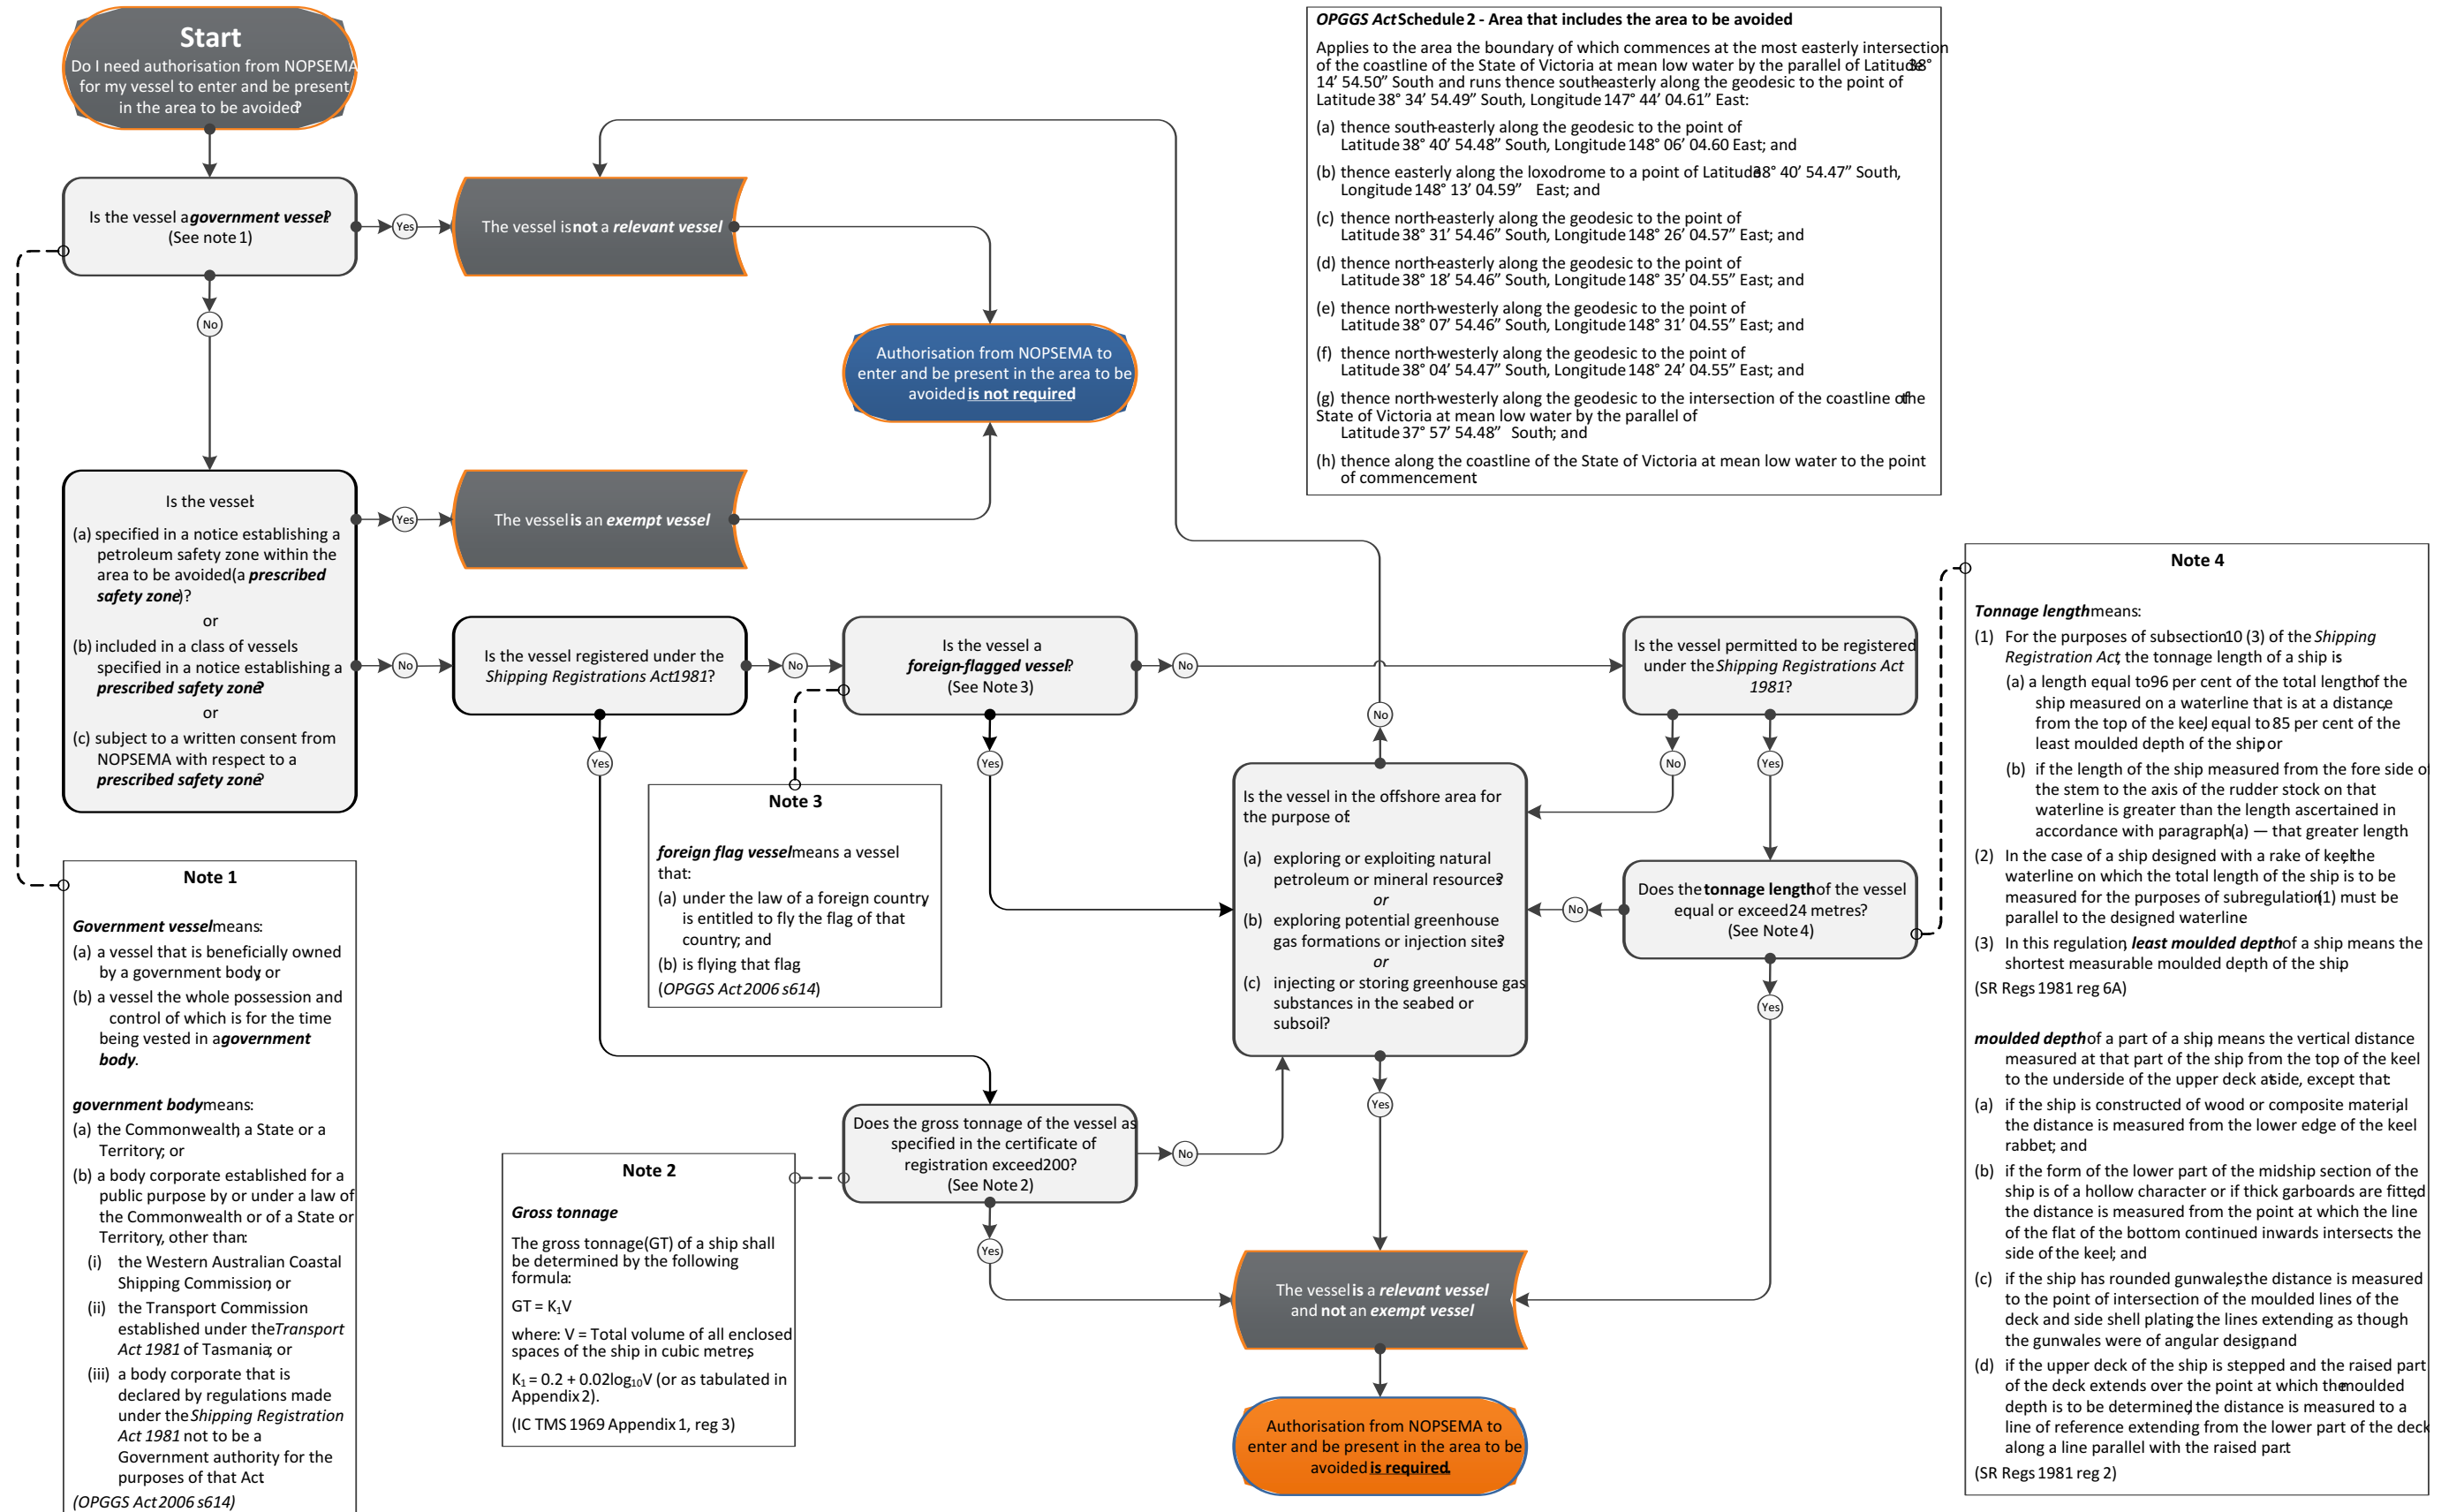 Start
Do I need authorisation from NOPSEMA
for my vessel to enter and be present
in the area to be avoided?
Is the vessel a government vessel?
(See note 1)
Yes
The vessel is not a relevant vessel
No
Authorisation from NOPSEMA to
enter and be present in the area to be
avoided is not required
Is the vessel:
(a) specified in a notice establishing a
petroleum safety zone within the
area to be avoided (a prescribed
safety zone)?
or
(b) included in a class of vessels
specified in a notice establishing a
prescribed safety zone?
or
(c) subject to a written consent from
NOPSEMA with respect to a
prescribed safety zone?
Yes
The vessel is an exempt vessel
No
Is the vessel registered under the
Shipping Registrations Act 1981?
No
Is the vessel a
foreign-flagged vessel?
(See Note 3)
No
Is the vessel permitted to be registered
under the Shipping Registrations Act
1981?
Yes
Yes
No
No
Yes
Is the vessel in the offshore area for
the purpose of:
(a) exploring or exploiting natural
petroleum or mineral resources?
or
(b) exploring potential greenhouse
gas formations or injection sites?
or
(c) injecting or storing greenhouse gas
substances in the seabed or
subsoil?
No
Does the tonnage length of the vessel
equal or exceed 24 metres?
(See Note 4)
Yes
Yes
Does the gross tonnage of the vessel as
specified in the certificate of
registration exceed 200?
(See Note 2)
No
Yes
The vessel is a relevant vessel
and not an exempt vessel
Authorisation from NOPSEMA to
enter and be present in the area to be
avoided is required.
Note 1
Government vessel means:
(a) a vessel that is beneficially owned
by a government body, or
(b) a vessel the whole possession and
control of which is for the time
being vested in a government
body.
government body means:
(a) the Commonwealth, a State or a
Territory; or
(b) a body corporate established for a
public purpose by or under a law of
the Commonwealth or of a State or
Territory, other than:
(i) the Western Australian Coastal
Shipping Commission, or
(ii) the Transport Commission
established under the Transport
Act 1981 of Tasmania; or
(iii) a body corporate that is
declared by regulations made
under the Shipping Registration
Act 1981 not to be a
Government authority for the
purposes of that Act
(OPGGS Act 2006 s614)
Note 3
foreign flag vessel means a vessel
that:
(a) under the law of a foreign country,
is entitled to fly the flag of that
country; and
(b) is flying that flag
(OPGGS Act 2006 s614)
Note 2
Gross tonnage
The gross tonnage (GT) of a ship shall
be determined by the following
formula:
GT = K₁V
where: V = Total volume of all enclosed
spaces of the ship in cubic metres,
K₁ = 0.2 + 0.02log₁₀V (or as tabulated in
Appendix 2).
(IC TMS 1969 Appendix 1, reg 3)
OPGGS Act Schedule 2 - Area that includes the area to be avoided
Applies to the area the boundary of which commences at the most easterly intersection
of the coastline of the State of Victoria at mean low water by the parallel of Latitude 38°
14’ 54.50” South and runs thence south-easterly along the geodesic to the point of
Latitude 38° 34’ 54.49” South, Longitude 147° 44’ 04.61” East:
(a) thence south-easterly along the geodesic to the point of
Latitude 38° 40’ 54.48” South, Longitude 148° 06’ 04.60 East; and
(b) thence easterly along the loxodrome to a point of Latitude 38° 40’ 54.47” South,
Longitude 148° 13’ 04.59” East; and
(c) thence north-easterly along the geodesic to the point of
Latitude 38° 31’ 54.46” South, Longitude 148° 26’ 04.57” East; and
(d) thence north-easterly along the geodesic to the point of
Latitude 38° 18’ 54.46” South, Longitude 148° 35’ 04.55” East; and
(e) thence north-westerly along the geodesic to the point of
Latitude 38° 07’ 54.46” South, Longitude 148° 31’ 04.55” East; and
(f) thence north-westerly along the geodesic to the point of
Latitude 38° 04’ 54.47” South, Longitude 148° 24’ 04.55” East; and
(g) thence north-westerly along the geodesic to the intersection of the coastline of the
State of Victoria at mean low water by the parallel of
Latitude 37° 57’ 54.48” South; and
(h) thence along the coastline of the State of Victoria at mean low water to the point
of commencement.
Note 4
Tonnage length means:
(1) For the purposes of subsection 10 (3) of the Shipping
Registration Act, the tonnage length of a ship is:
(a) a length equal to 96 per cent of the total length of the
ship measured on a waterline that is at a distance,
from the top of the keel, equal to 85 per cent of the
least moulded depth of the ship; or
(b) if the length of the ship measured from the fore side of
the stem to the axis of the rudder stock on that
waterline is greater than the length ascertained in
accordance with paragraph (a) — that greater length
(2) In the case of a ship designed with a rake of keel, the
waterline on which the total length of the ship is to be
measured for the purposes of subregulation (1) must be
parallel to the designed waterline
(3) In this regulation, least moulded depth of a ship means the
shortest measurable moulded depth of the ship.
(SR Regs 1981 reg 6A)
moulded depth of a part of a ship, means the vertical distance
measured at that part of the ship from the top of the keel
to the underside of the upper deck at side, except that:
(a) if the ship is constructed of wood or composite material,
the distance is measured from the lower edge of the keel
rabbet; and
(b) if the form of the lower part of the midship section of the
ship is of a hollow character or if thick garboards are fitted,
the distance is measured from the point at which the line
of the flat of the bottom continued inwards intersects the
side of the keel; and
(c) if the ship has rounded gunwales, the distance is measured
to the point of intersection of the moulded lines of the
deck and side shell plating, the lines extending as though
the gunwales were of angular design; and
(d) if the upper deck of the ship is stepped and the raised part
of the deck extends over the point at which the moulded
depth is to be determined, the distance is measured to a
line of reference extending from the lower part of the deck
along a line parallel with the raised part.
(SR Regs 1981 reg 2)